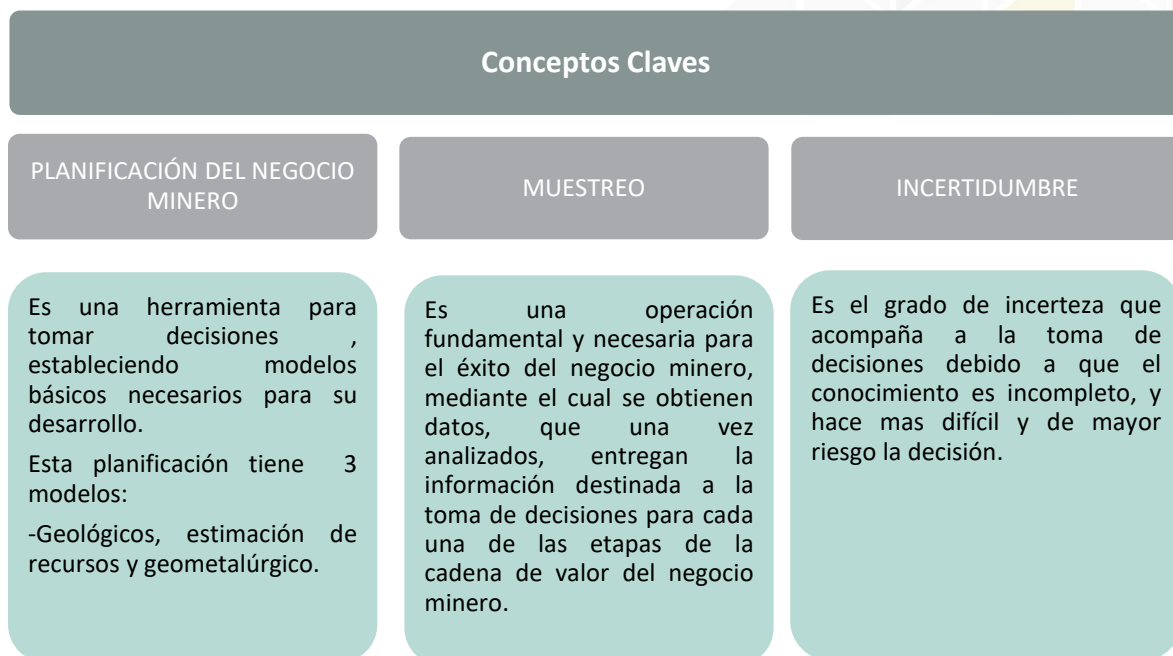 Conceptos Claves
PLANIFICACIÓN DEL NEGOCIO
MINERO
MUESTREO
INCERTIDUMBRE
Es una herramienta para
tomar decisiones ,
estableciendo modelos
básicos necesarios para su
desarrollo.
Esta planificación tiene 3
modelos:
-Geológicos, estimación de
recursos y geometalúrgico.
Es una operación
fundamental y necesaria para
el éxito del negocio minero,
mediante el cual se obtienen
datos, que una vez
analizados, entregan la
información destinada a la
toma de decisiones para cada
una de las etapas de la
cadena de valor del negocio
minero.
Es el grado de incerteza que
acompaña a la toma de
decisiones debido a que el
conocimiento es incompleto, y
hace mas difícil y de mayor
riesgo la decisión.